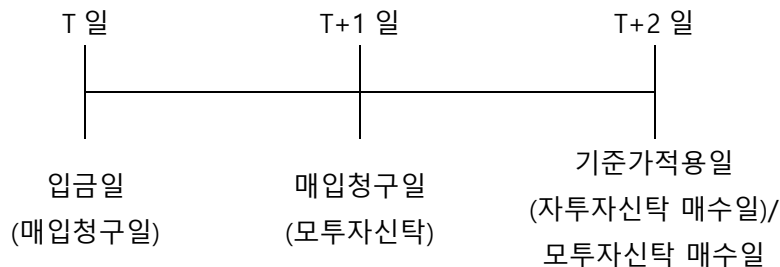 T 일
T+1 일
T+2 일
입금일
(매입청구일)
매입청구일
(모투자신탁)
기준가적용일
(자투자신탁 매수일)/
모투자신탁 매수일